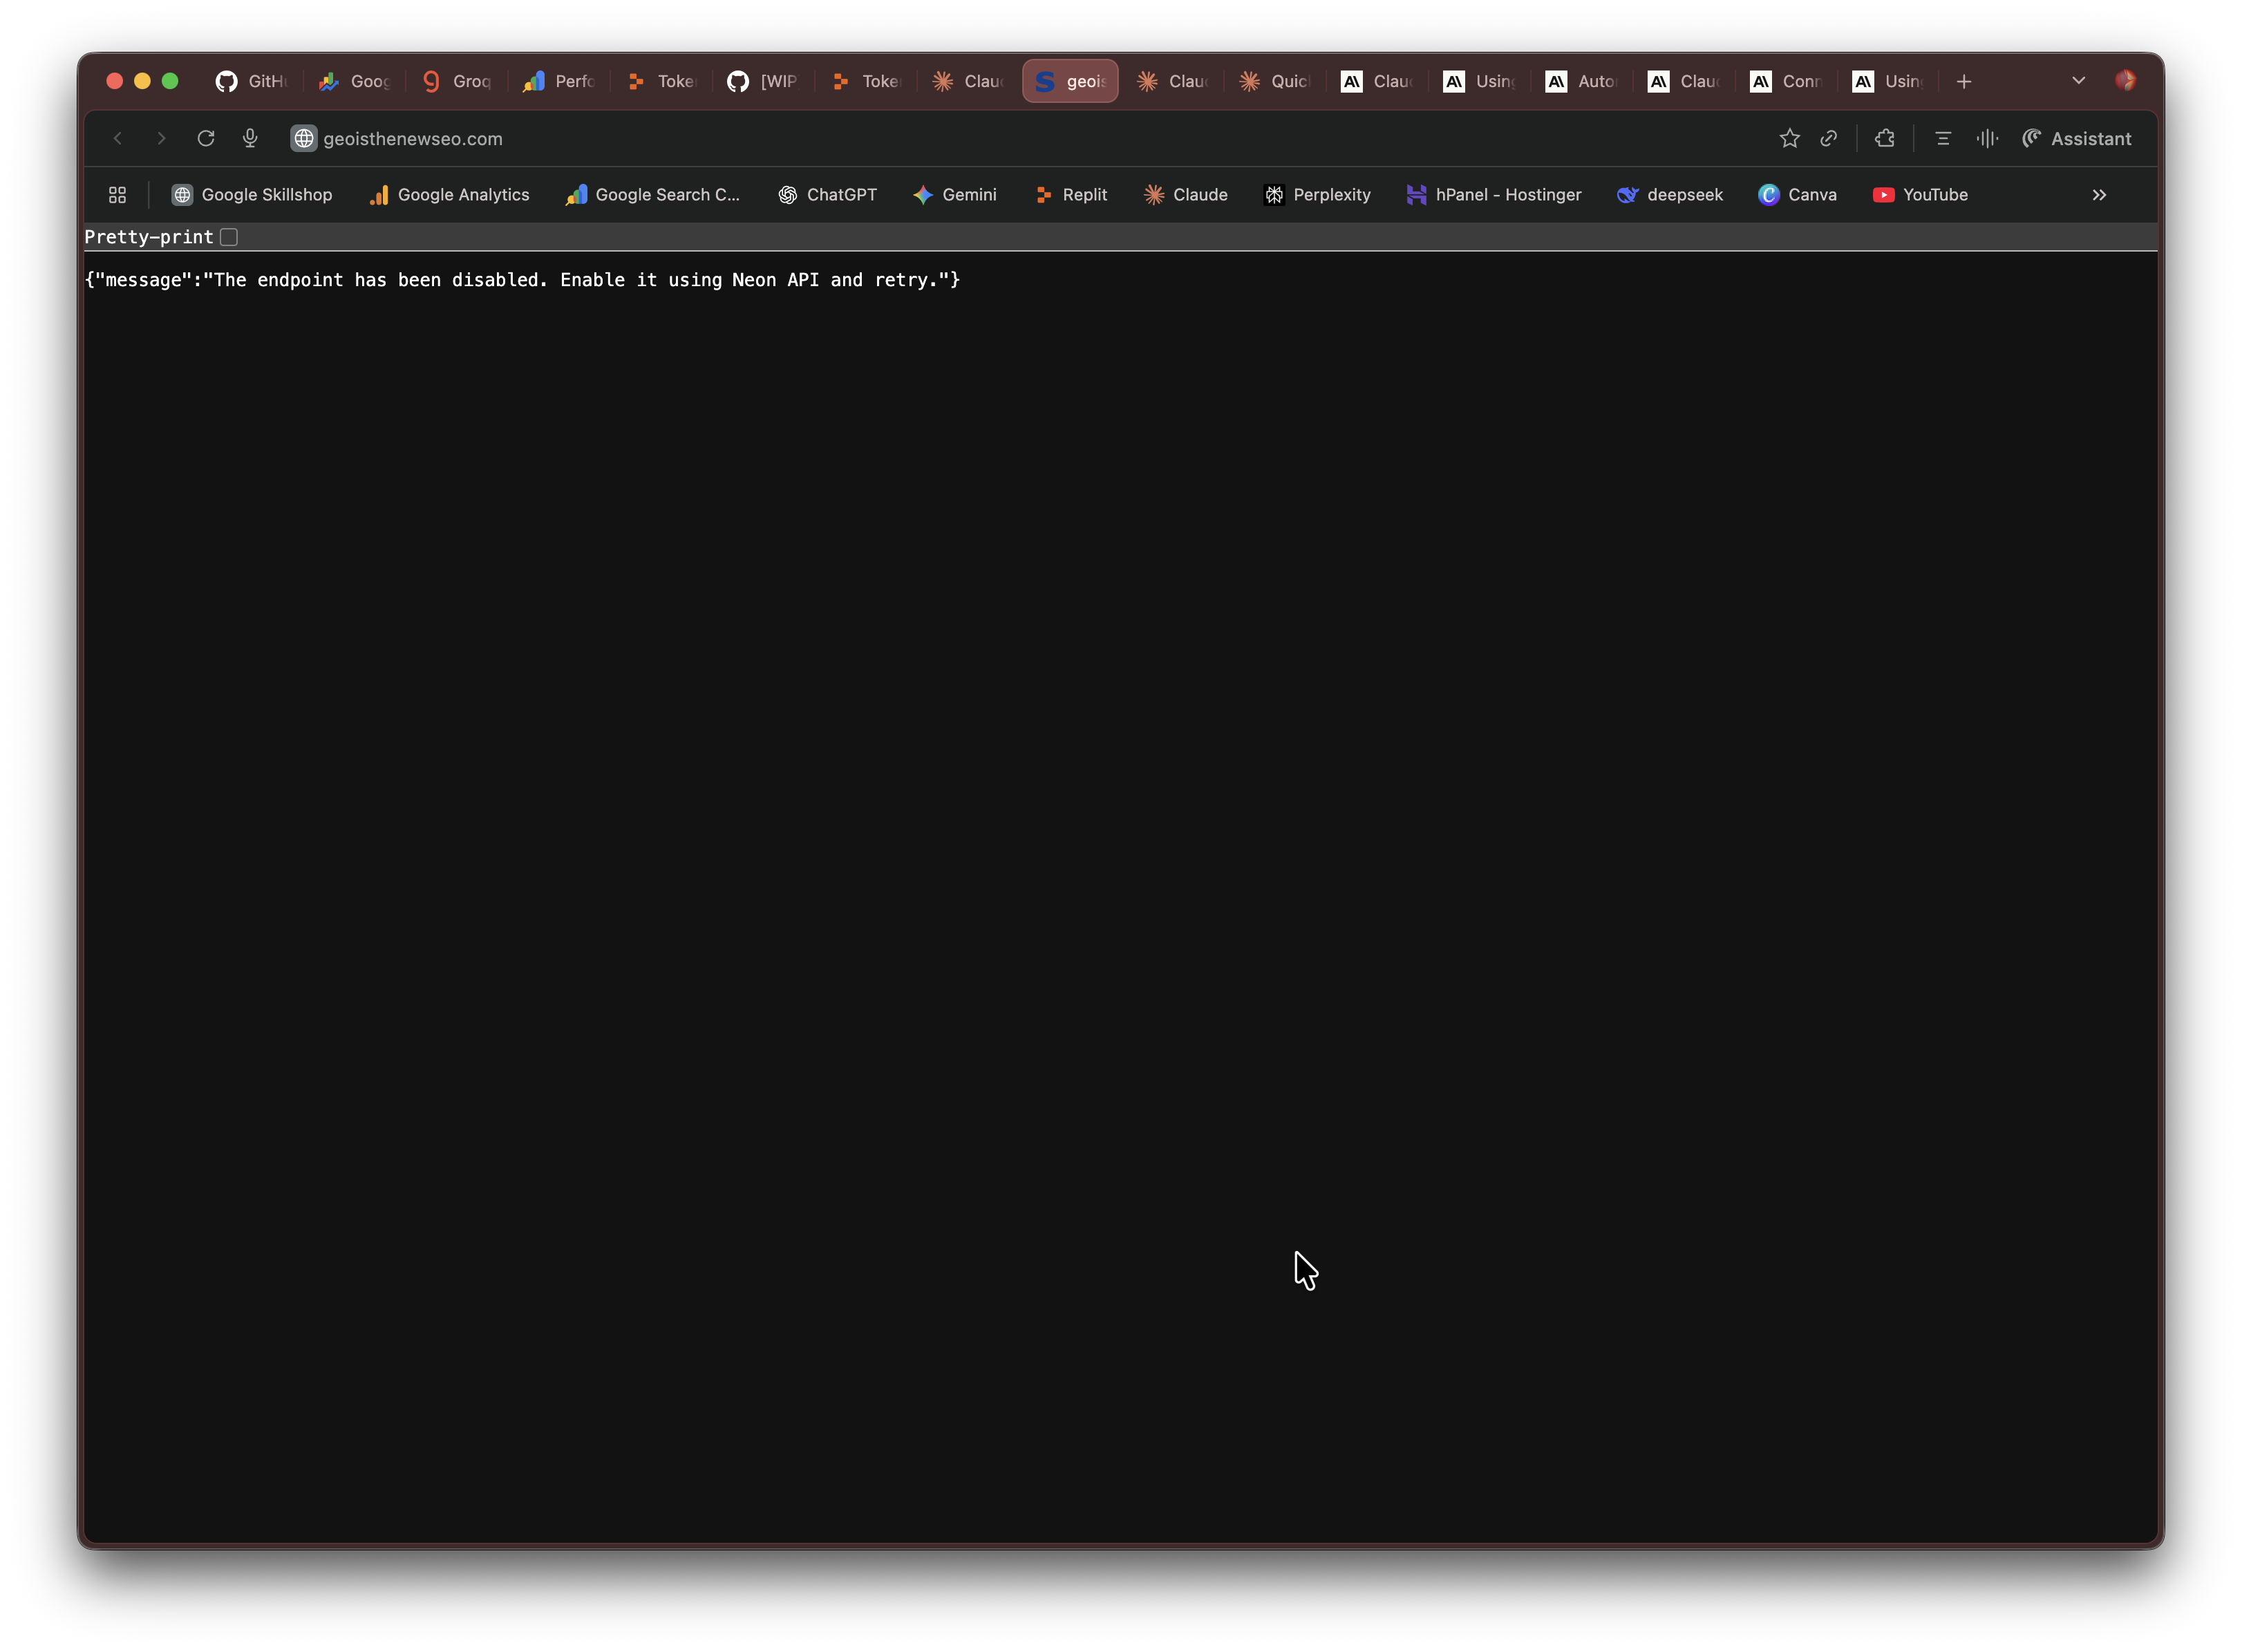 GitH Goog Groq Perfo Toke [WIP Toke Clau geois Clau Quic Clau Using Auto Clau Conn Using
geoisthenewseo.com Assistant
Google Skillshop Google Analytics Google Search C... ChatGPT Gemini Replit Claude Perplexity hPanel - Hostinger deepseek Canva YouTube
Pretty-print
{"message":"The endpoint has been disabled. Enable it using Neon API and retry."}